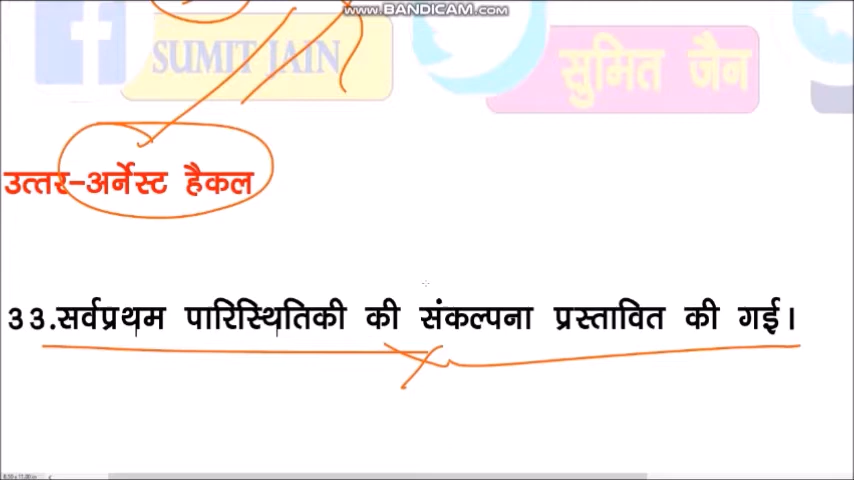 WWW.BANDICAM.COM
SUMIT JAIN
सुमित जैन
उत्तर-अर्नेस्ट हैकल
33.सर्वप्रथम पारिस्थितिकी की संकल्पना प्रस्तावित की गई।